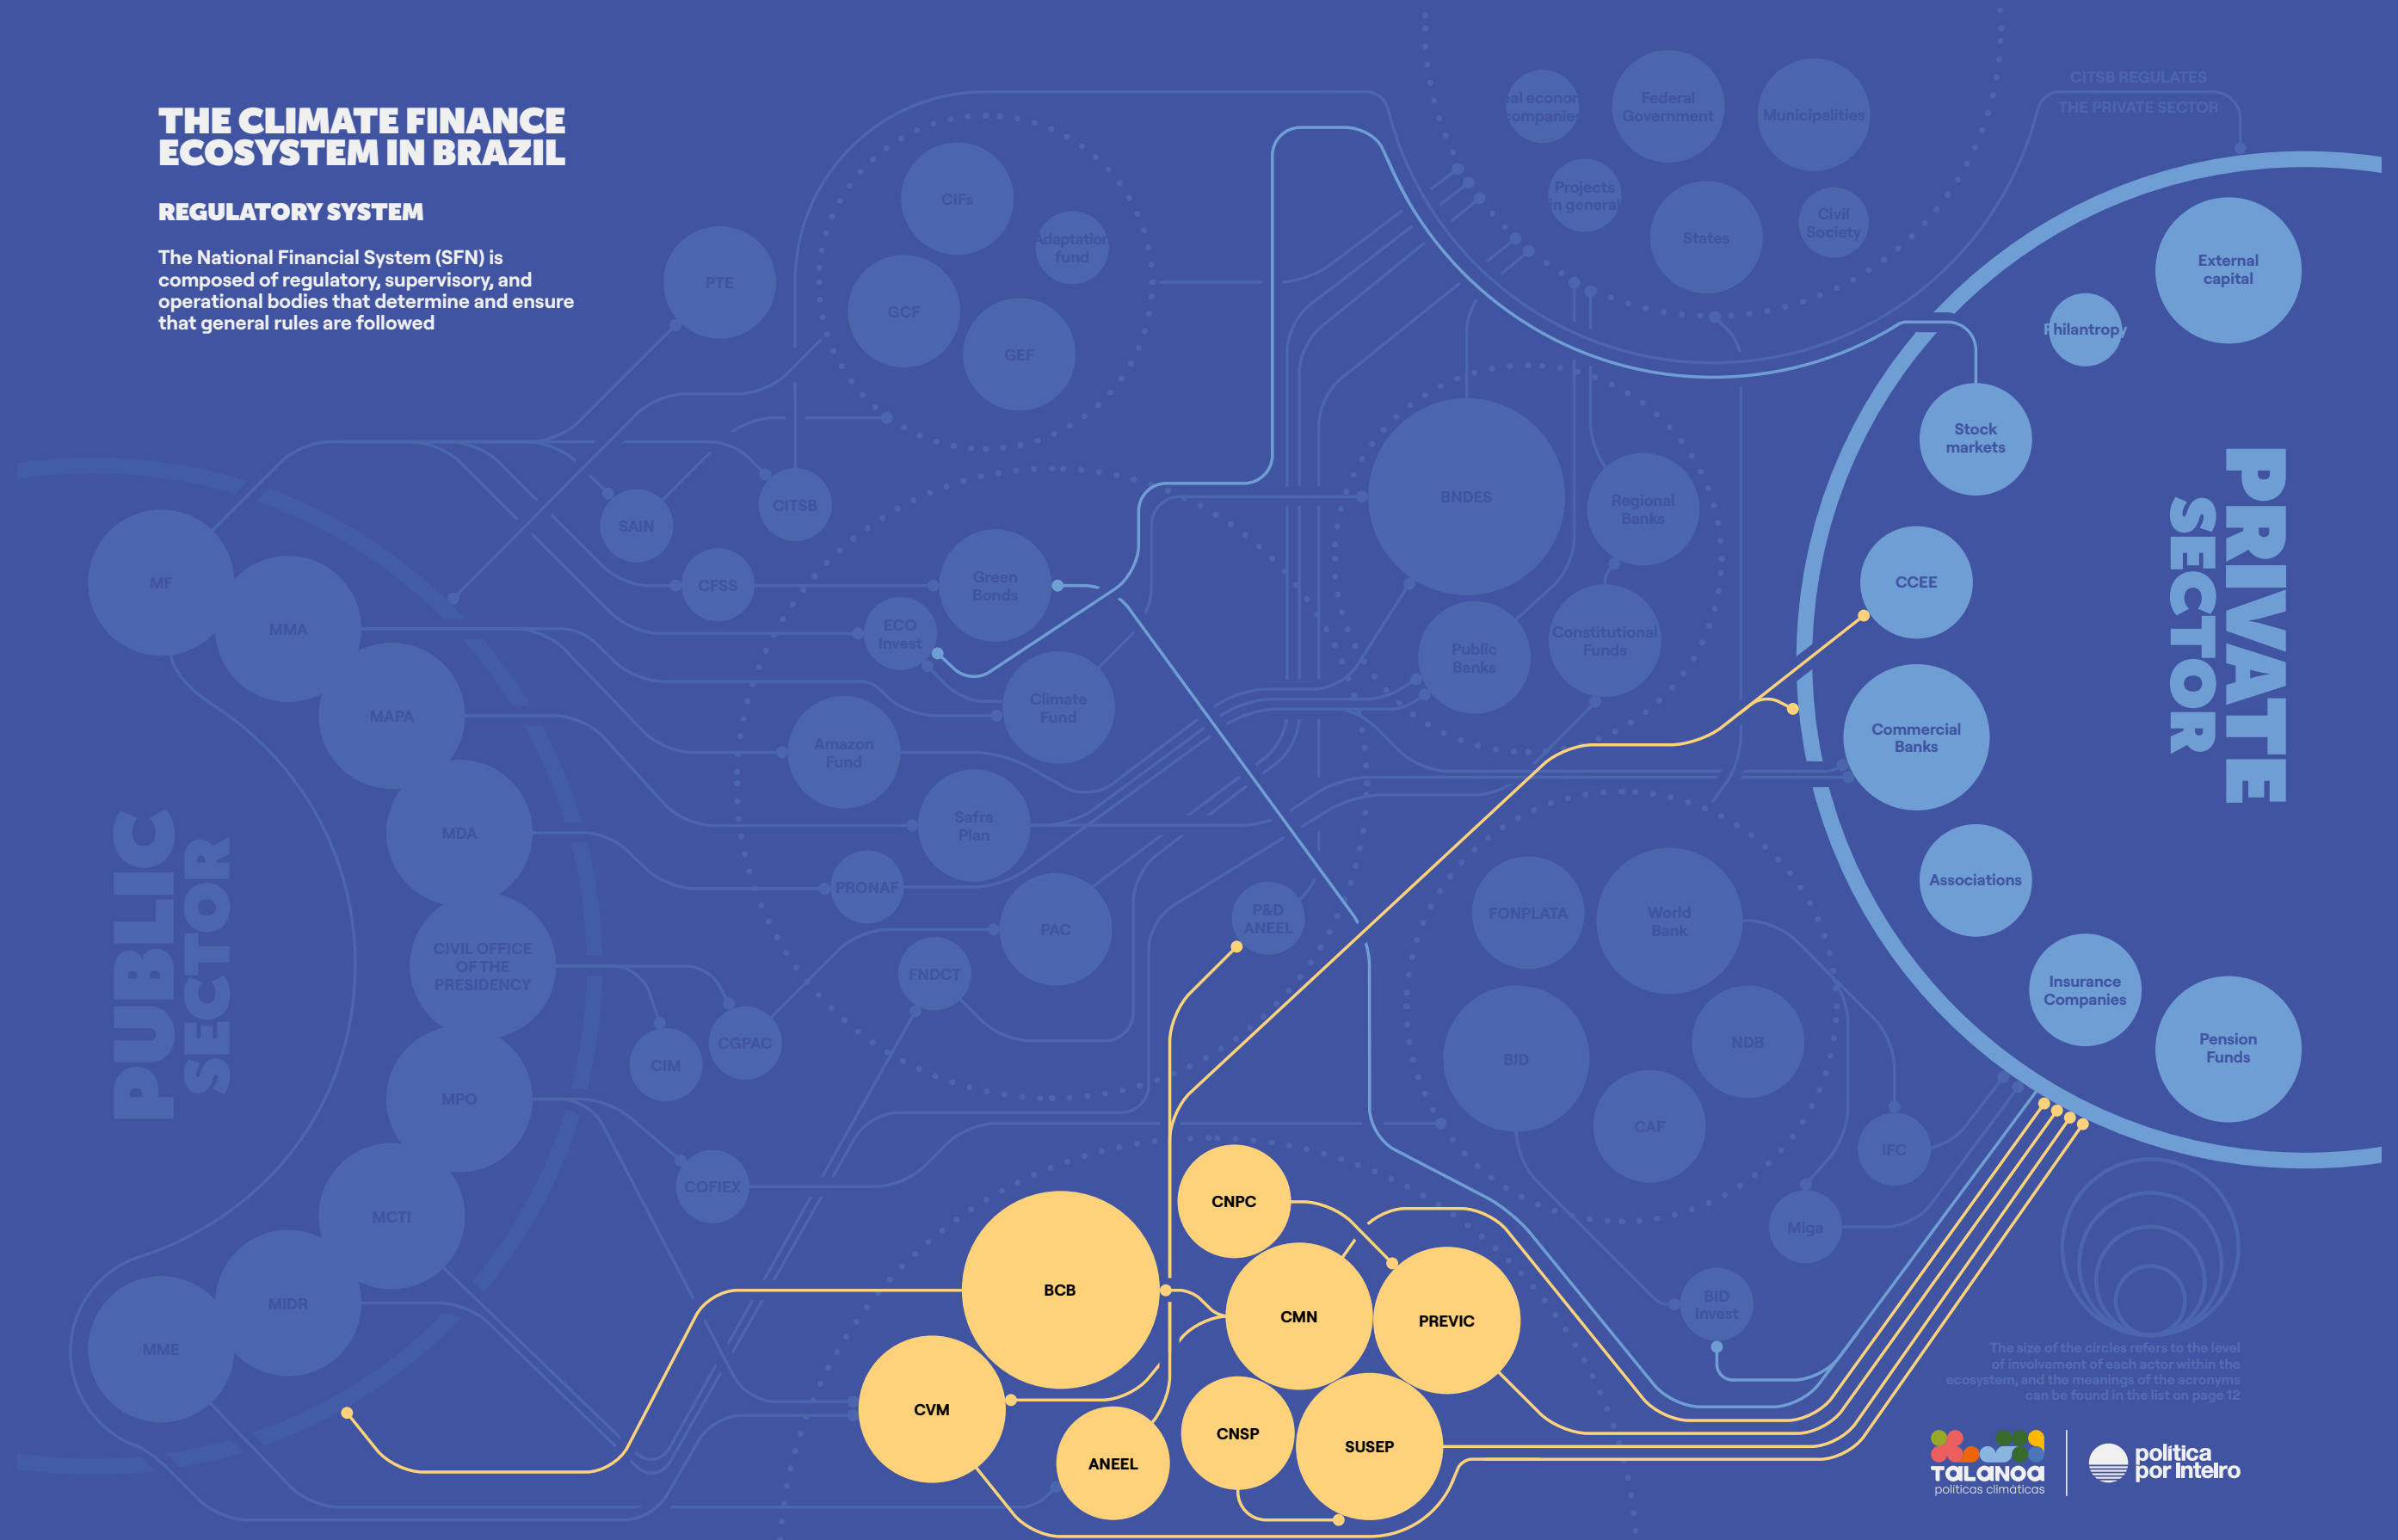 THE CLIMATE FINANCE
ECOSYSTEM IN BRAZIL
REGULATORY SYSTEM
The National Financial System (SFN) is
composed of regulatory, supervisory, and
operational bodies that determine and ensure
that general rules are followed
CITSB REGULATES
THE PRIVATE SECTOR
al econom
companies
Federal
Government
Municipalities
Projects
in general
States
Civil
Society
CIFs
Adaptation
fund
GCF
GEF
PTE
SAIN
CITSB
CFSS
Green
Bonds
ECO
Invest
Climate
Fund
Amazon
Fund
Safra
Plan
PRONAF
PAC
FNDCT
P&D
ANEEL
CIM
CGPAC
COFIEX
BNDES
Regional
Banks
Public
Banks
Constitutional
Funds
FONPLATA
World
Bank
BID
NDB
CAF
IFC
Miga
BID
Invest
PUBLIC
SECTOR
MF
MMA
MAPA
MDA
CIVIL OFFICE
OF THE
PRESIDENCY
MPO
MCTI
MIDR
MME
PRIVATE
SECTOR
External
capital
Philantropy
Stock
markets
CCEE
Commercial
Banks
Associations
Insurance
Companies
Pension
Funds
CNPC
BCB
CMN
PREVIC
CVM
ANEEL
CNSP
SUSEP
The size of the circles refers to the level
of involvement of each actor within the
ecosystem, and the meanings of the acronyms
can be found in the list on page 12
TALANOA
políticas climáticas
política
por inteiro